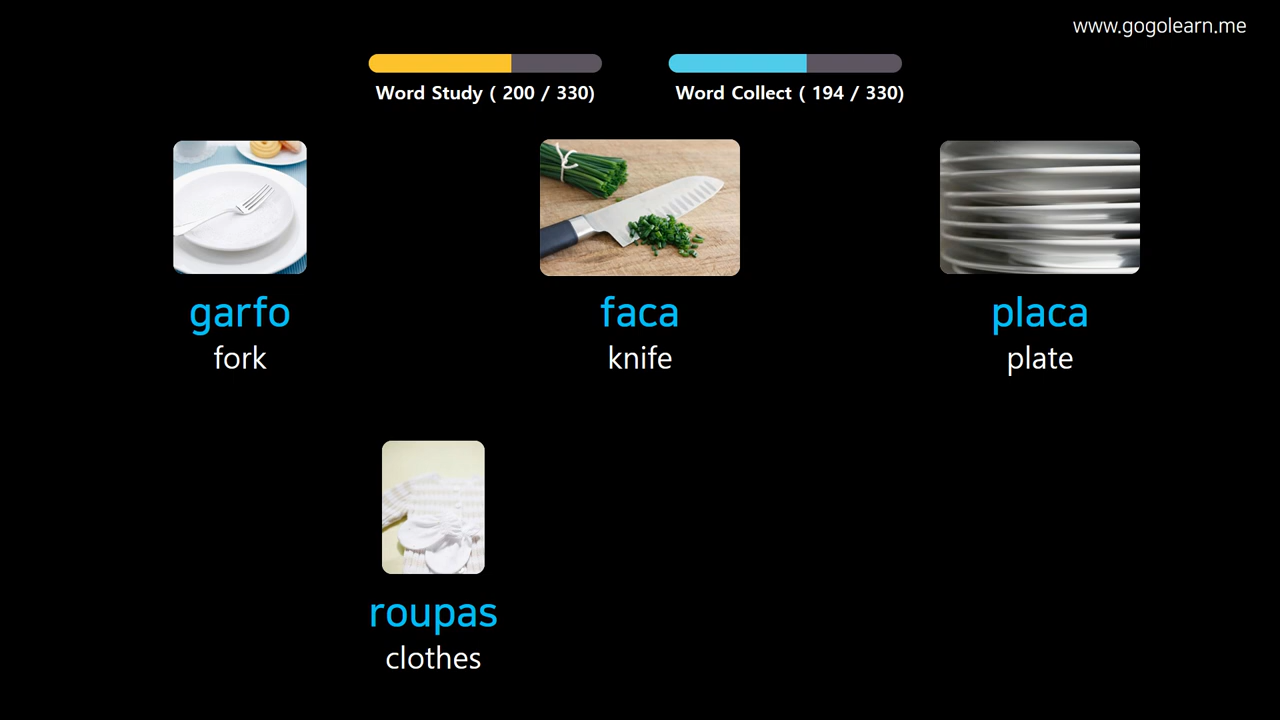 www.gogolearn.me
Word Study ( 200 / 330)
Word Collect ( 194 / 330)
garfo
fork
faca
knife
placa
plate
roupas
clothes